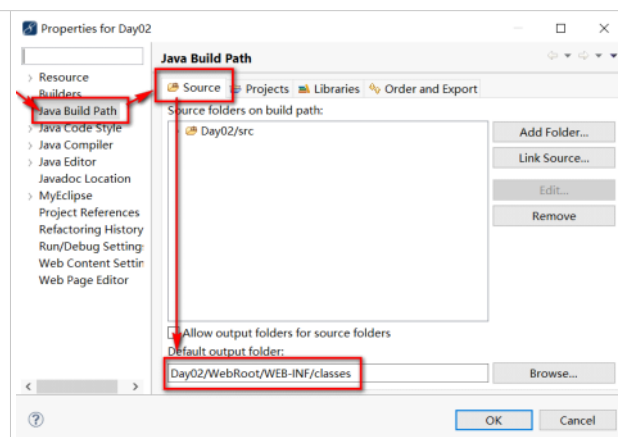 Properties for Day02
Resource
Builders
Java Build Path
Java Code Style
Java Compiler
Java Editor
Javadoc Location
MyEclipse
Project References
Refactoring History
Run/Debug Setting
Web Content Settin
Web Page Editor
Java Build Path
Source Projects Libraries Order and Export
Source folders on build path:
Day02/src
Add Folder...
Link Source...
Edit...
Remove
Allow output folders for source folders
Default output folder:
Day02/WebRoot/WEB-INF/classes
Browse...
OK Cancel